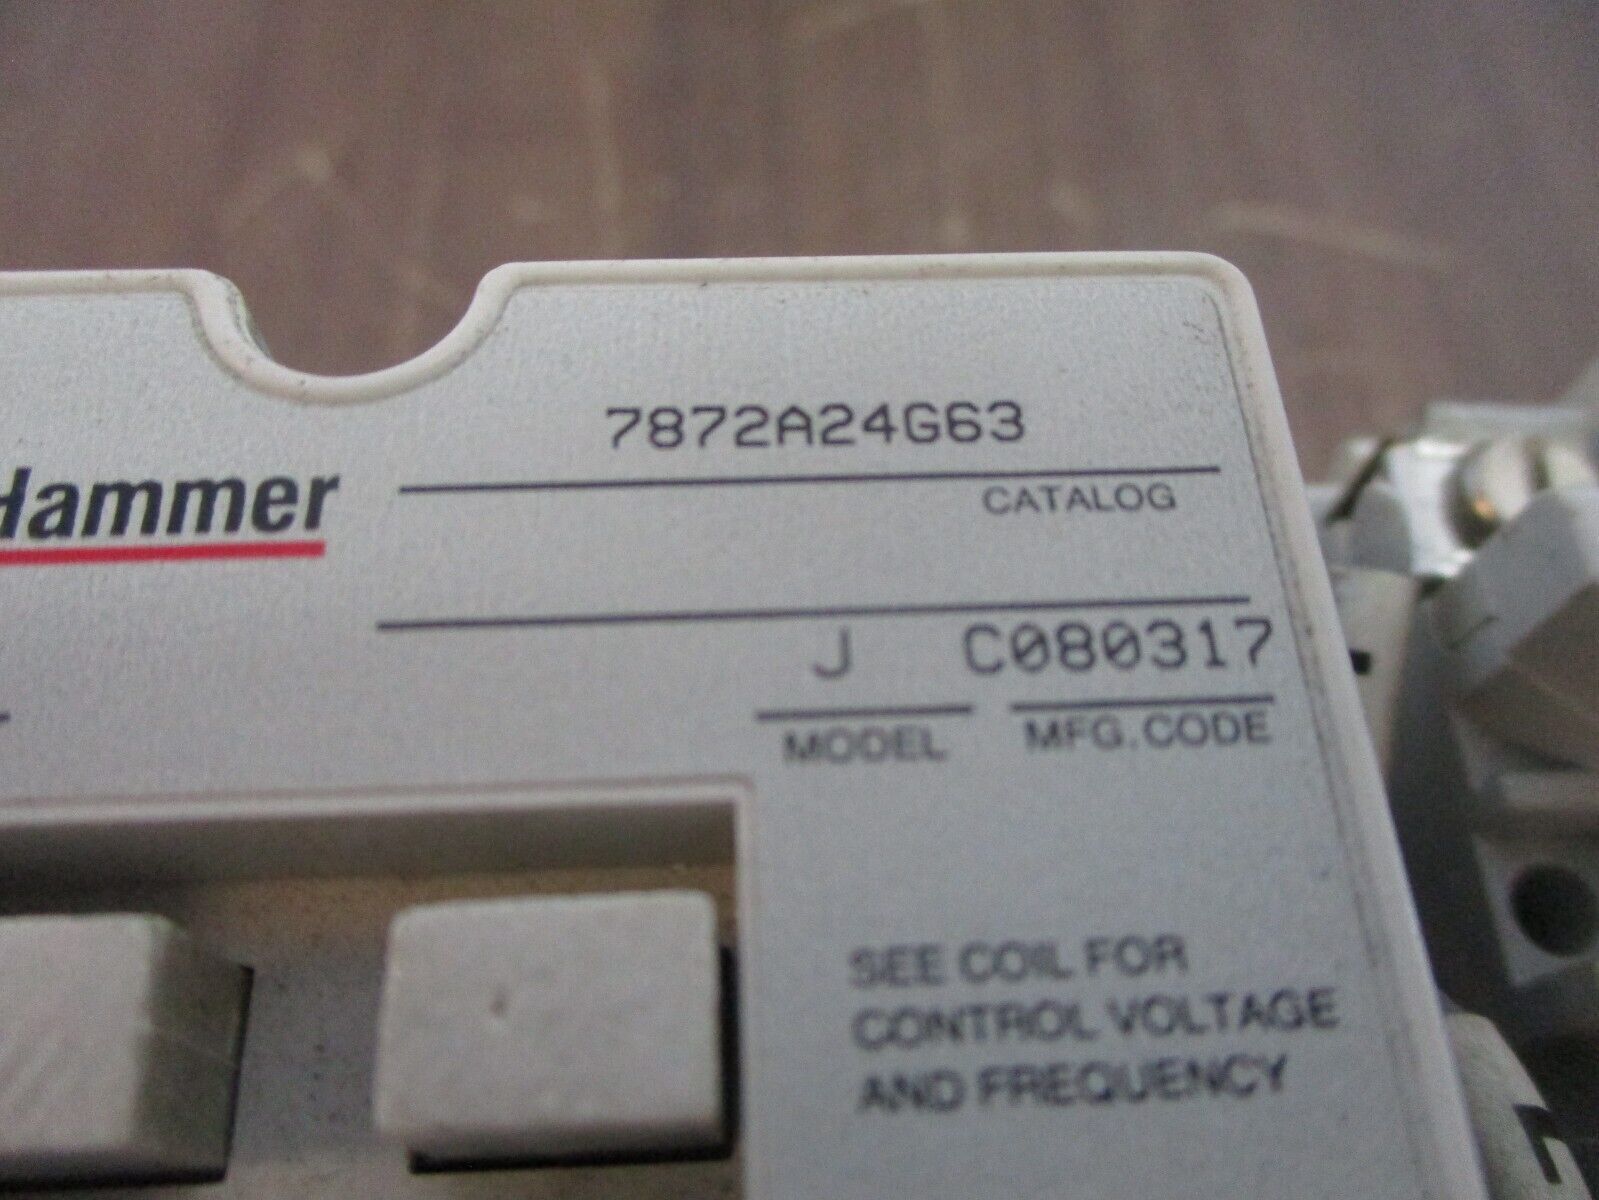 7872A24G63
CATALOG
Hammer
J C080317
MODEL MFG.CODE
SEE COIL FOR
CONTROL VOLTAGE
AND FREQUENCY